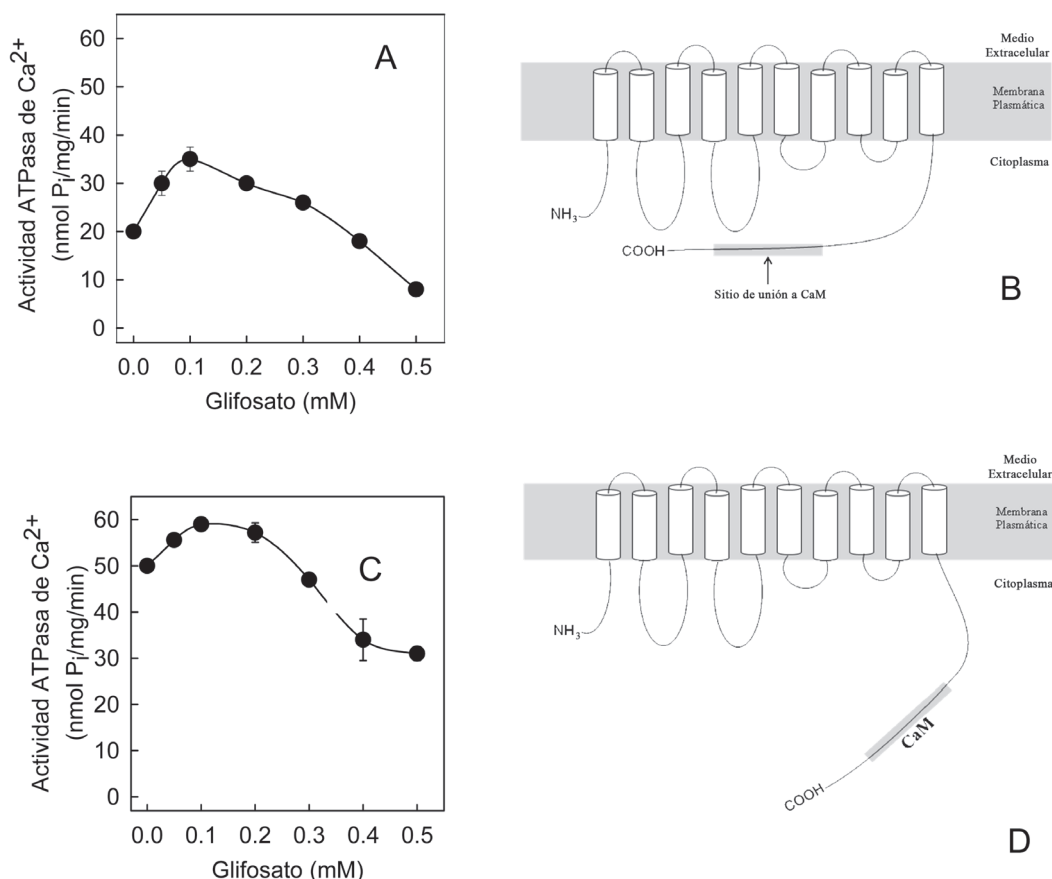 Actividad ATPasa de Ca2+
(nmol Pi/mg/min)
60
50
40
30
20
10
0
A
0.0 0.1 0.2 0.3 0.4 0.5
Glifosato (mM)
Medio
Extracelular
Membrana
Plasmática
Citoplasma
NH3
COOH
Sitio de unión a CaM
B
Actividad ATPasa de Ca2+
(nmol Pi/mg/min)
60
50
40
30
20
10
0
C
0.0 0.1 0.2 0.3 0.4 0.5
Glifosato (mM)
Medio
Extracelular
Membrana
Plasmática
Citoplasma
NH3
CaM
COOH
D